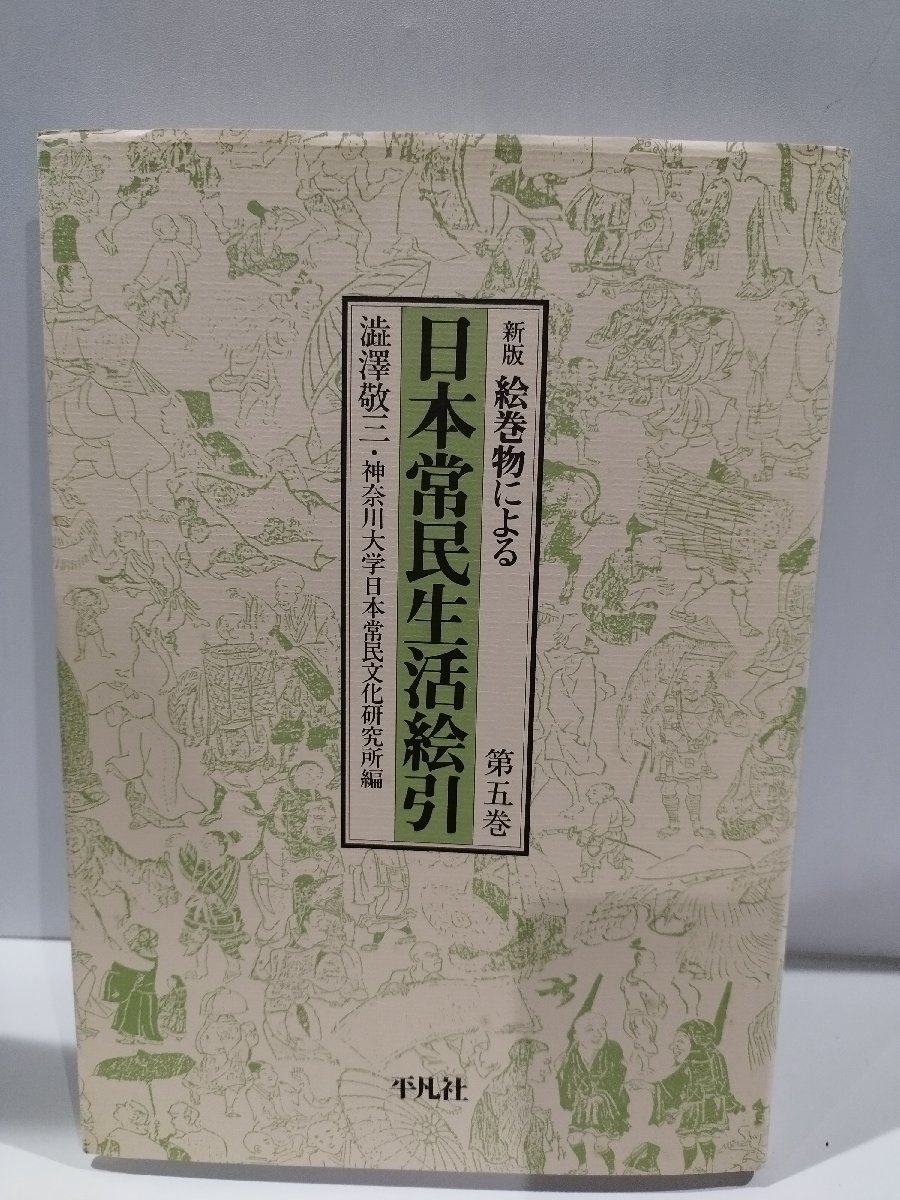 新版 絵巻物による 第五巻
日本常民生活絵引
澁澤敬三・神奈川大学日本常民文化研究所編
平凡社